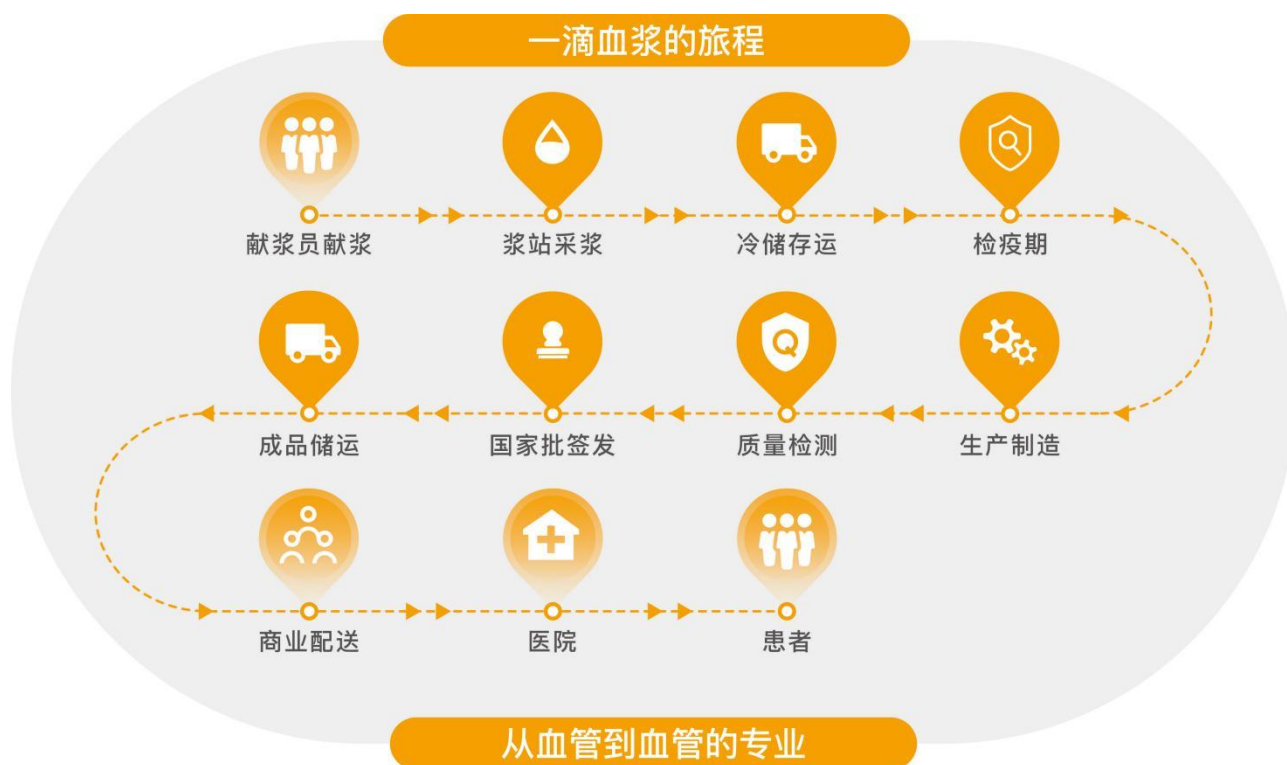 一滴血浆的旅程
献浆员献浆
浆站采浆
冷储存运
检疫期
成品储运
国家批签发
质量检测
生产制造
商业配送
医院
患者
从血管到血管的专业